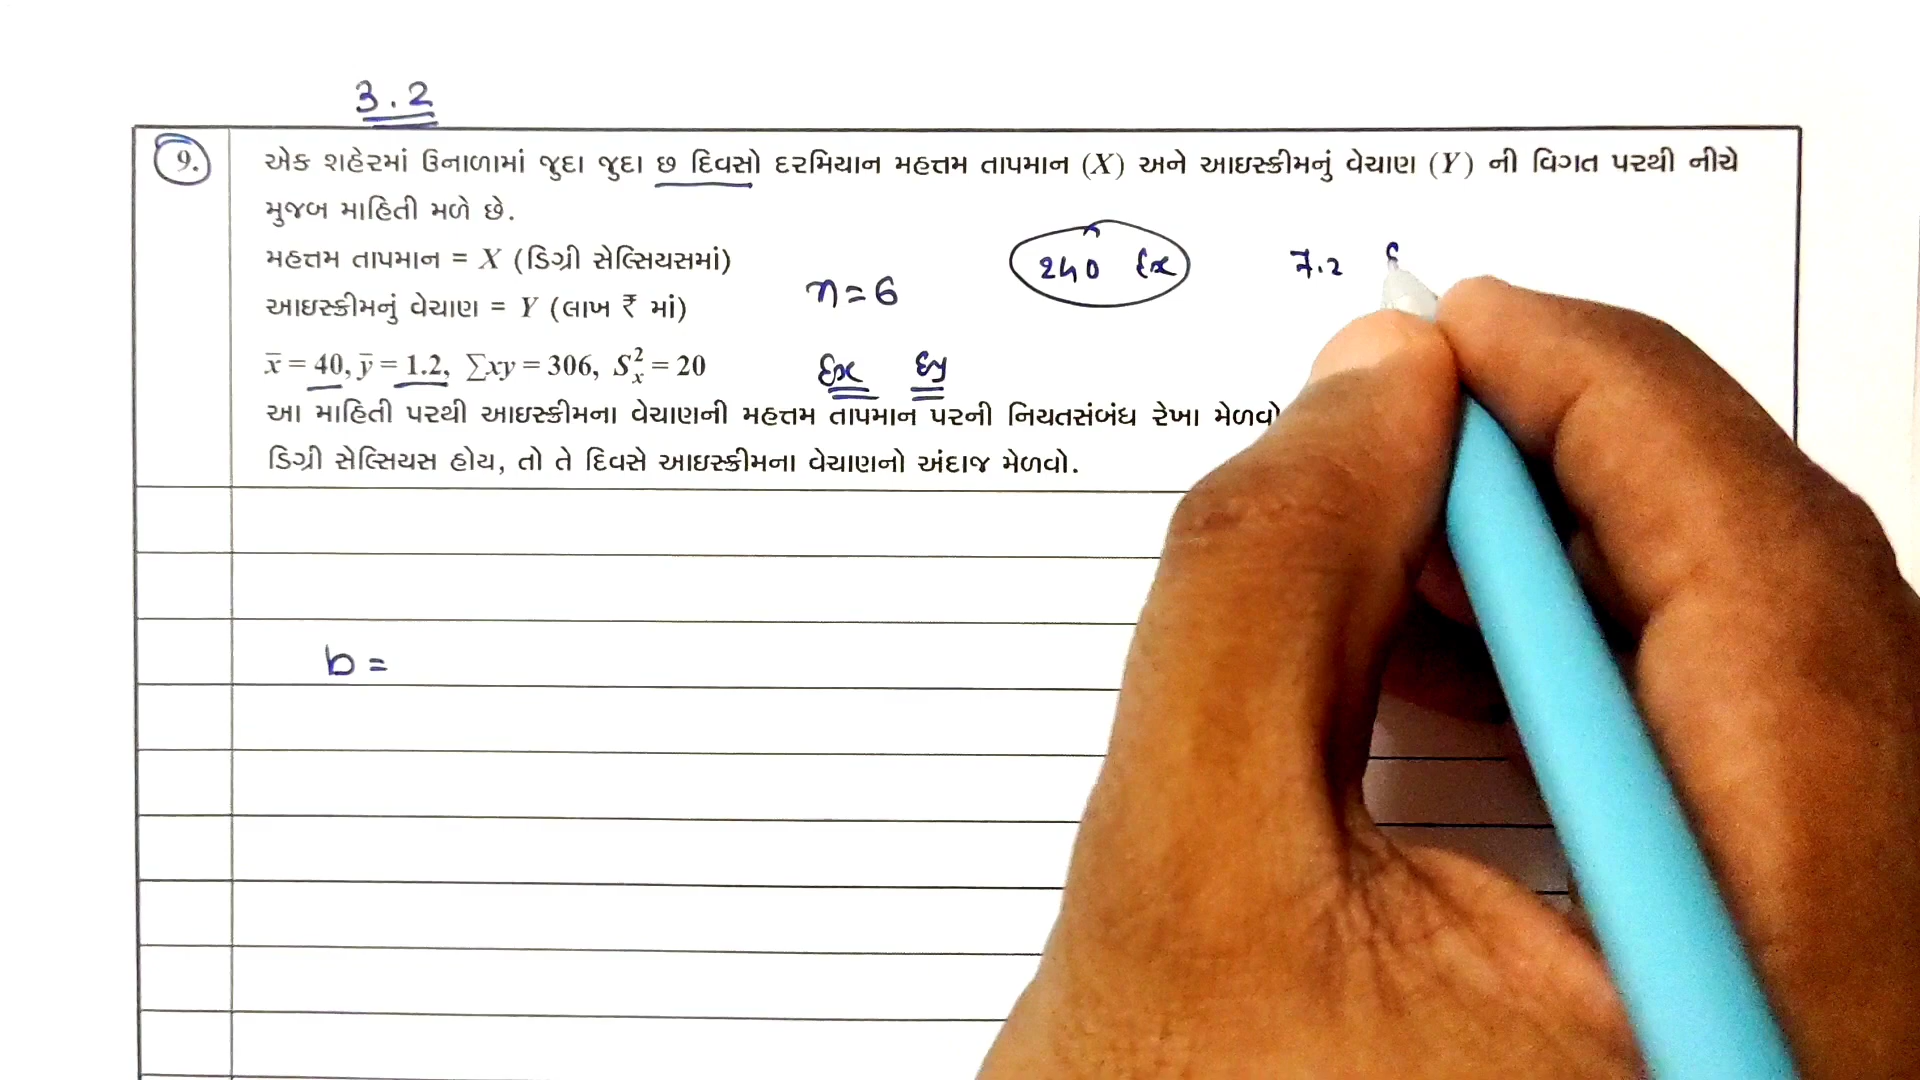 3.2
9. એક શહેરમાં ઉનાળામાં જુદા જુદા છ દિવસો દરમિયાન મહત્તમ તાપમાન (X) અને આઇસ્ક્રીમનું વેચાણ (Y) ની વિગત પરથી નીચે
મુજબ માહિતી મળે છે.
240 Σx 7.2
મહત્તમ તાપમાન = X (ડિગ્રી સેલ્સિયસમાં)
n = 6
આઇસ્ક્રીમનું વેચાણ = Y (લાખ ₹ માં)
x̄ = 40, ȳ = 1.2, ∑xy = 306, Sₓ² = 20 Σx Σy
આ માહિતી પરથી આઇસ્ક્રીમના વેચાણની મહત્તમ તાપમાન પરની નિયતસંબંધ રેખા મેળવો
ડિગ્રી સેલ્સિયસ હોય, તો તે દિવસે આઇસ્ક્રીમના વેચાણનો અંદાજ મેળવો.
b =